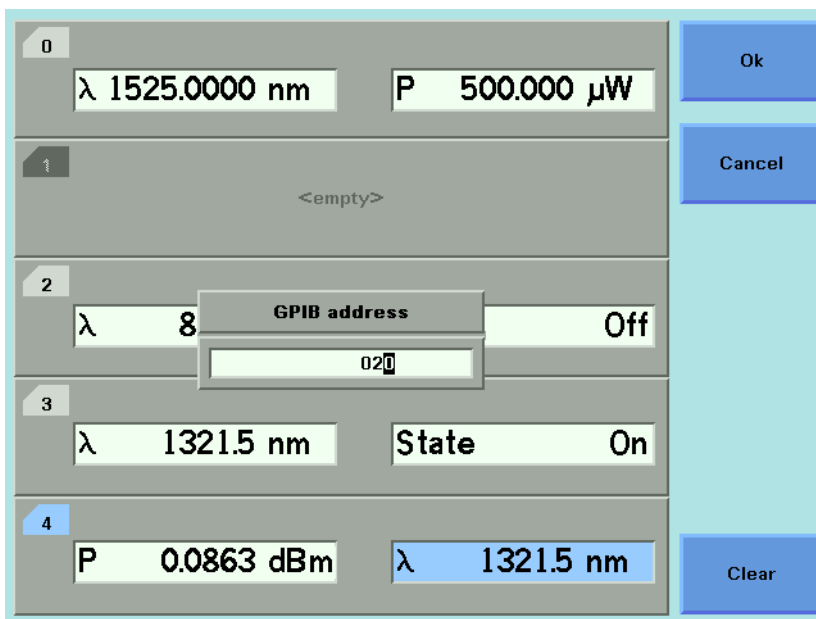 0
λ 1525.0000 nm
P 500.000 µW
Ok
1
<empty>
Cancel
2
λ 8
Off
GPIB address
020
3
λ 1321.5 nm
State On
4
P 0.0863 dBm
λ 1321.5 nm
Clear